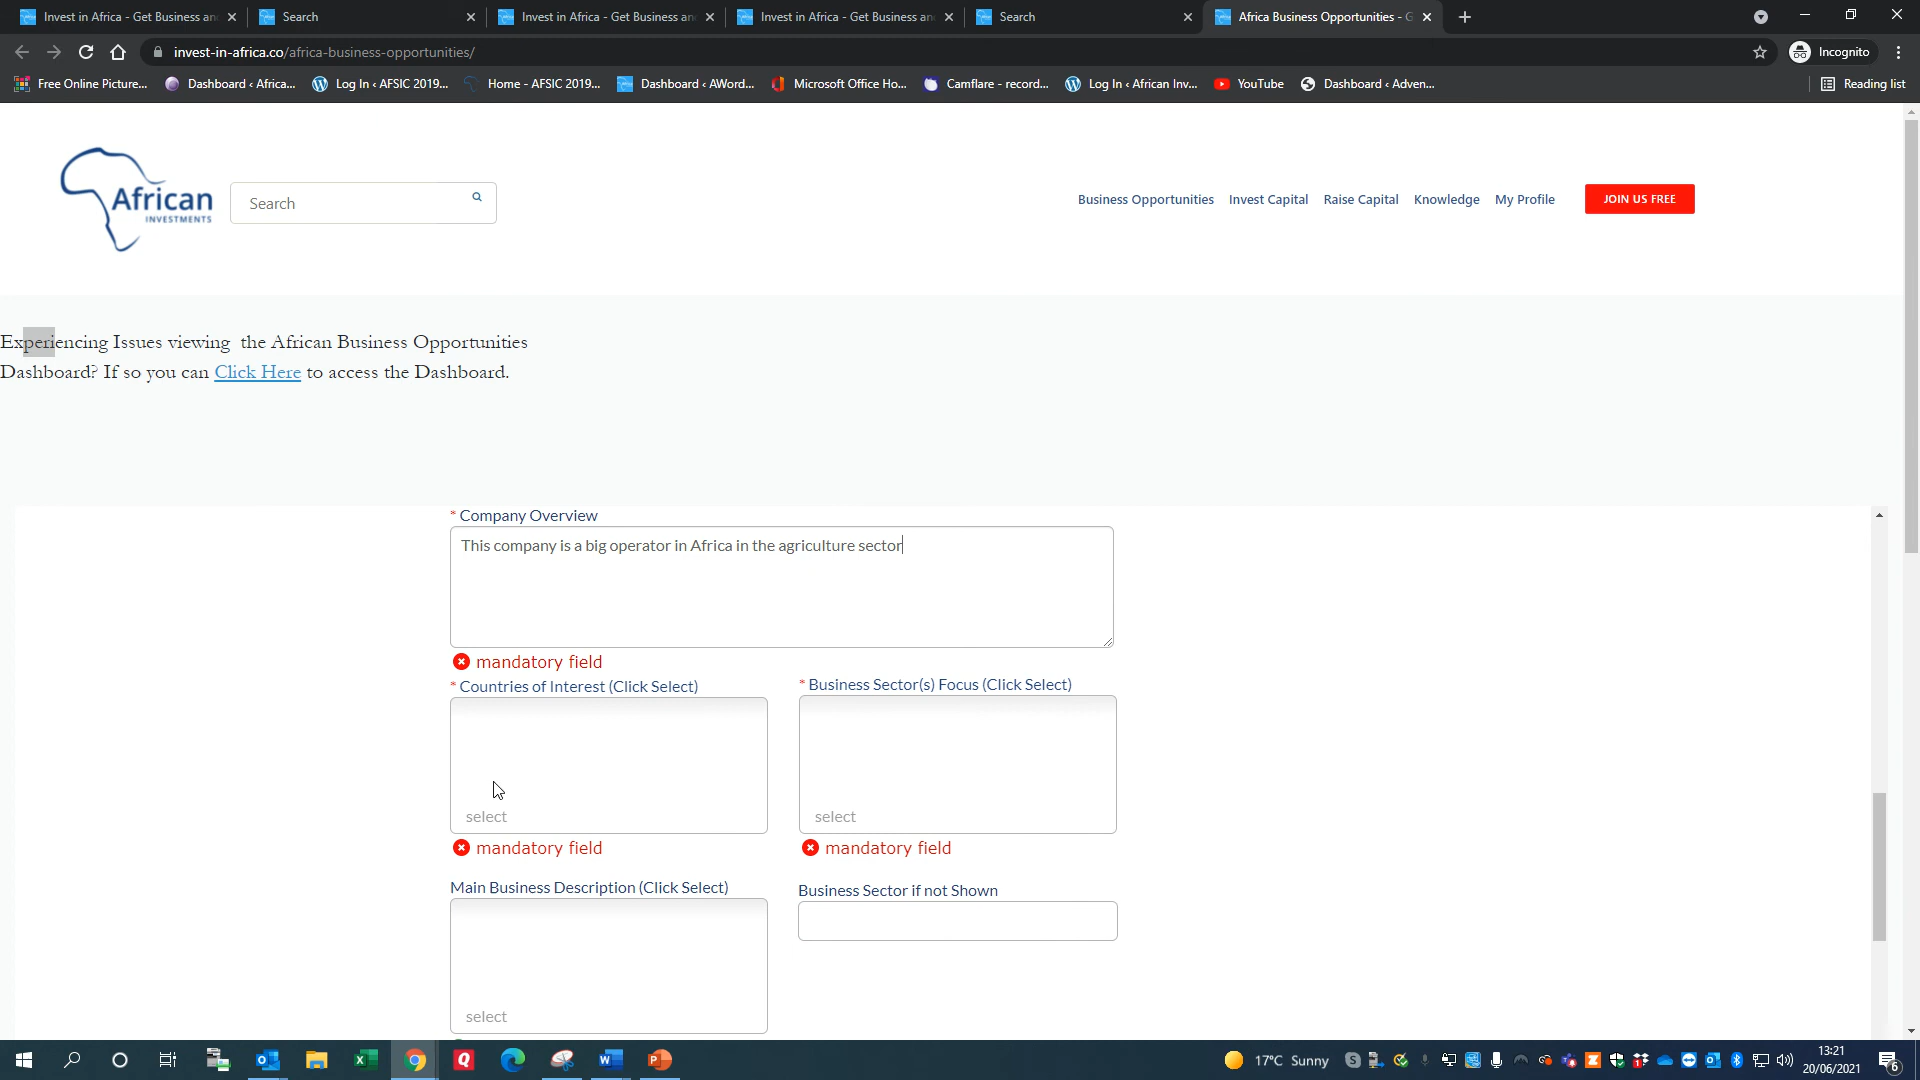 Invest in Africa - Get Business an
Search
Invest in Africa - Get Business an
Invest in Africa - Get Business an
Search
Africa Business Opportunities - G
invest-in-africa.co/africa-business-opportunities/
Incognito
Free Online Picture...
Dashboard ‹ Africa...
Log In ‹ AFSIC 2019...
Home - AFSIC 2019...
Dashboard ‹ AWord...
Microsoft Office Ho...
Camflare - record...
Log In ‹ African Inv...
YouTube
Dashboard ‹ Adven...
Reading list
African
INVESTMENTS
Search
Business Opportunities
Invest Capital
Raise Capital
Knowledge
My Profile
JOIN US FREE
Experiencing Issues viewing the African Business Opportunities
Dashboard? If so you can Click Here to access the Dashboard.
* Company Overview
This company is a big operator in Africa in the agriculture sector
mandatory field
* Countries of Interest (Click Select)
* Business Sector(s) Focus (Click Select)
select
select
mandatory field
mandatory field
Main Business Description (Click Select)
Business Sector if not Shown
select
17°C Sunny
13:21
20/06/2021
6